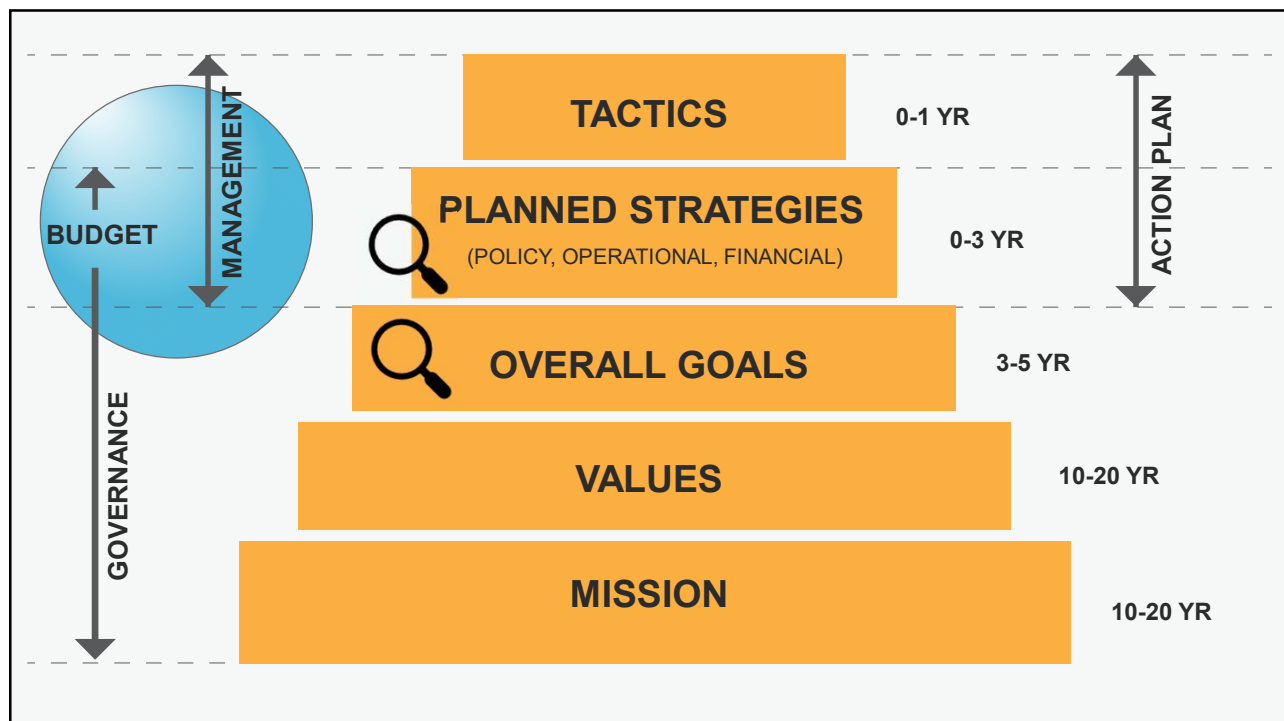 TACTICS
0-1 YR
PLANNED STRATEGIES
(POLICY, OPERATIONAL, FINANCIAL)
0-3 YR
OVERALL GOALS
3-5 YR
VALUES
10-20 YR
MISSION
10-20 YR
MANAGEMENT
BUDGET
GOVERNANCE
ACTION PLAN